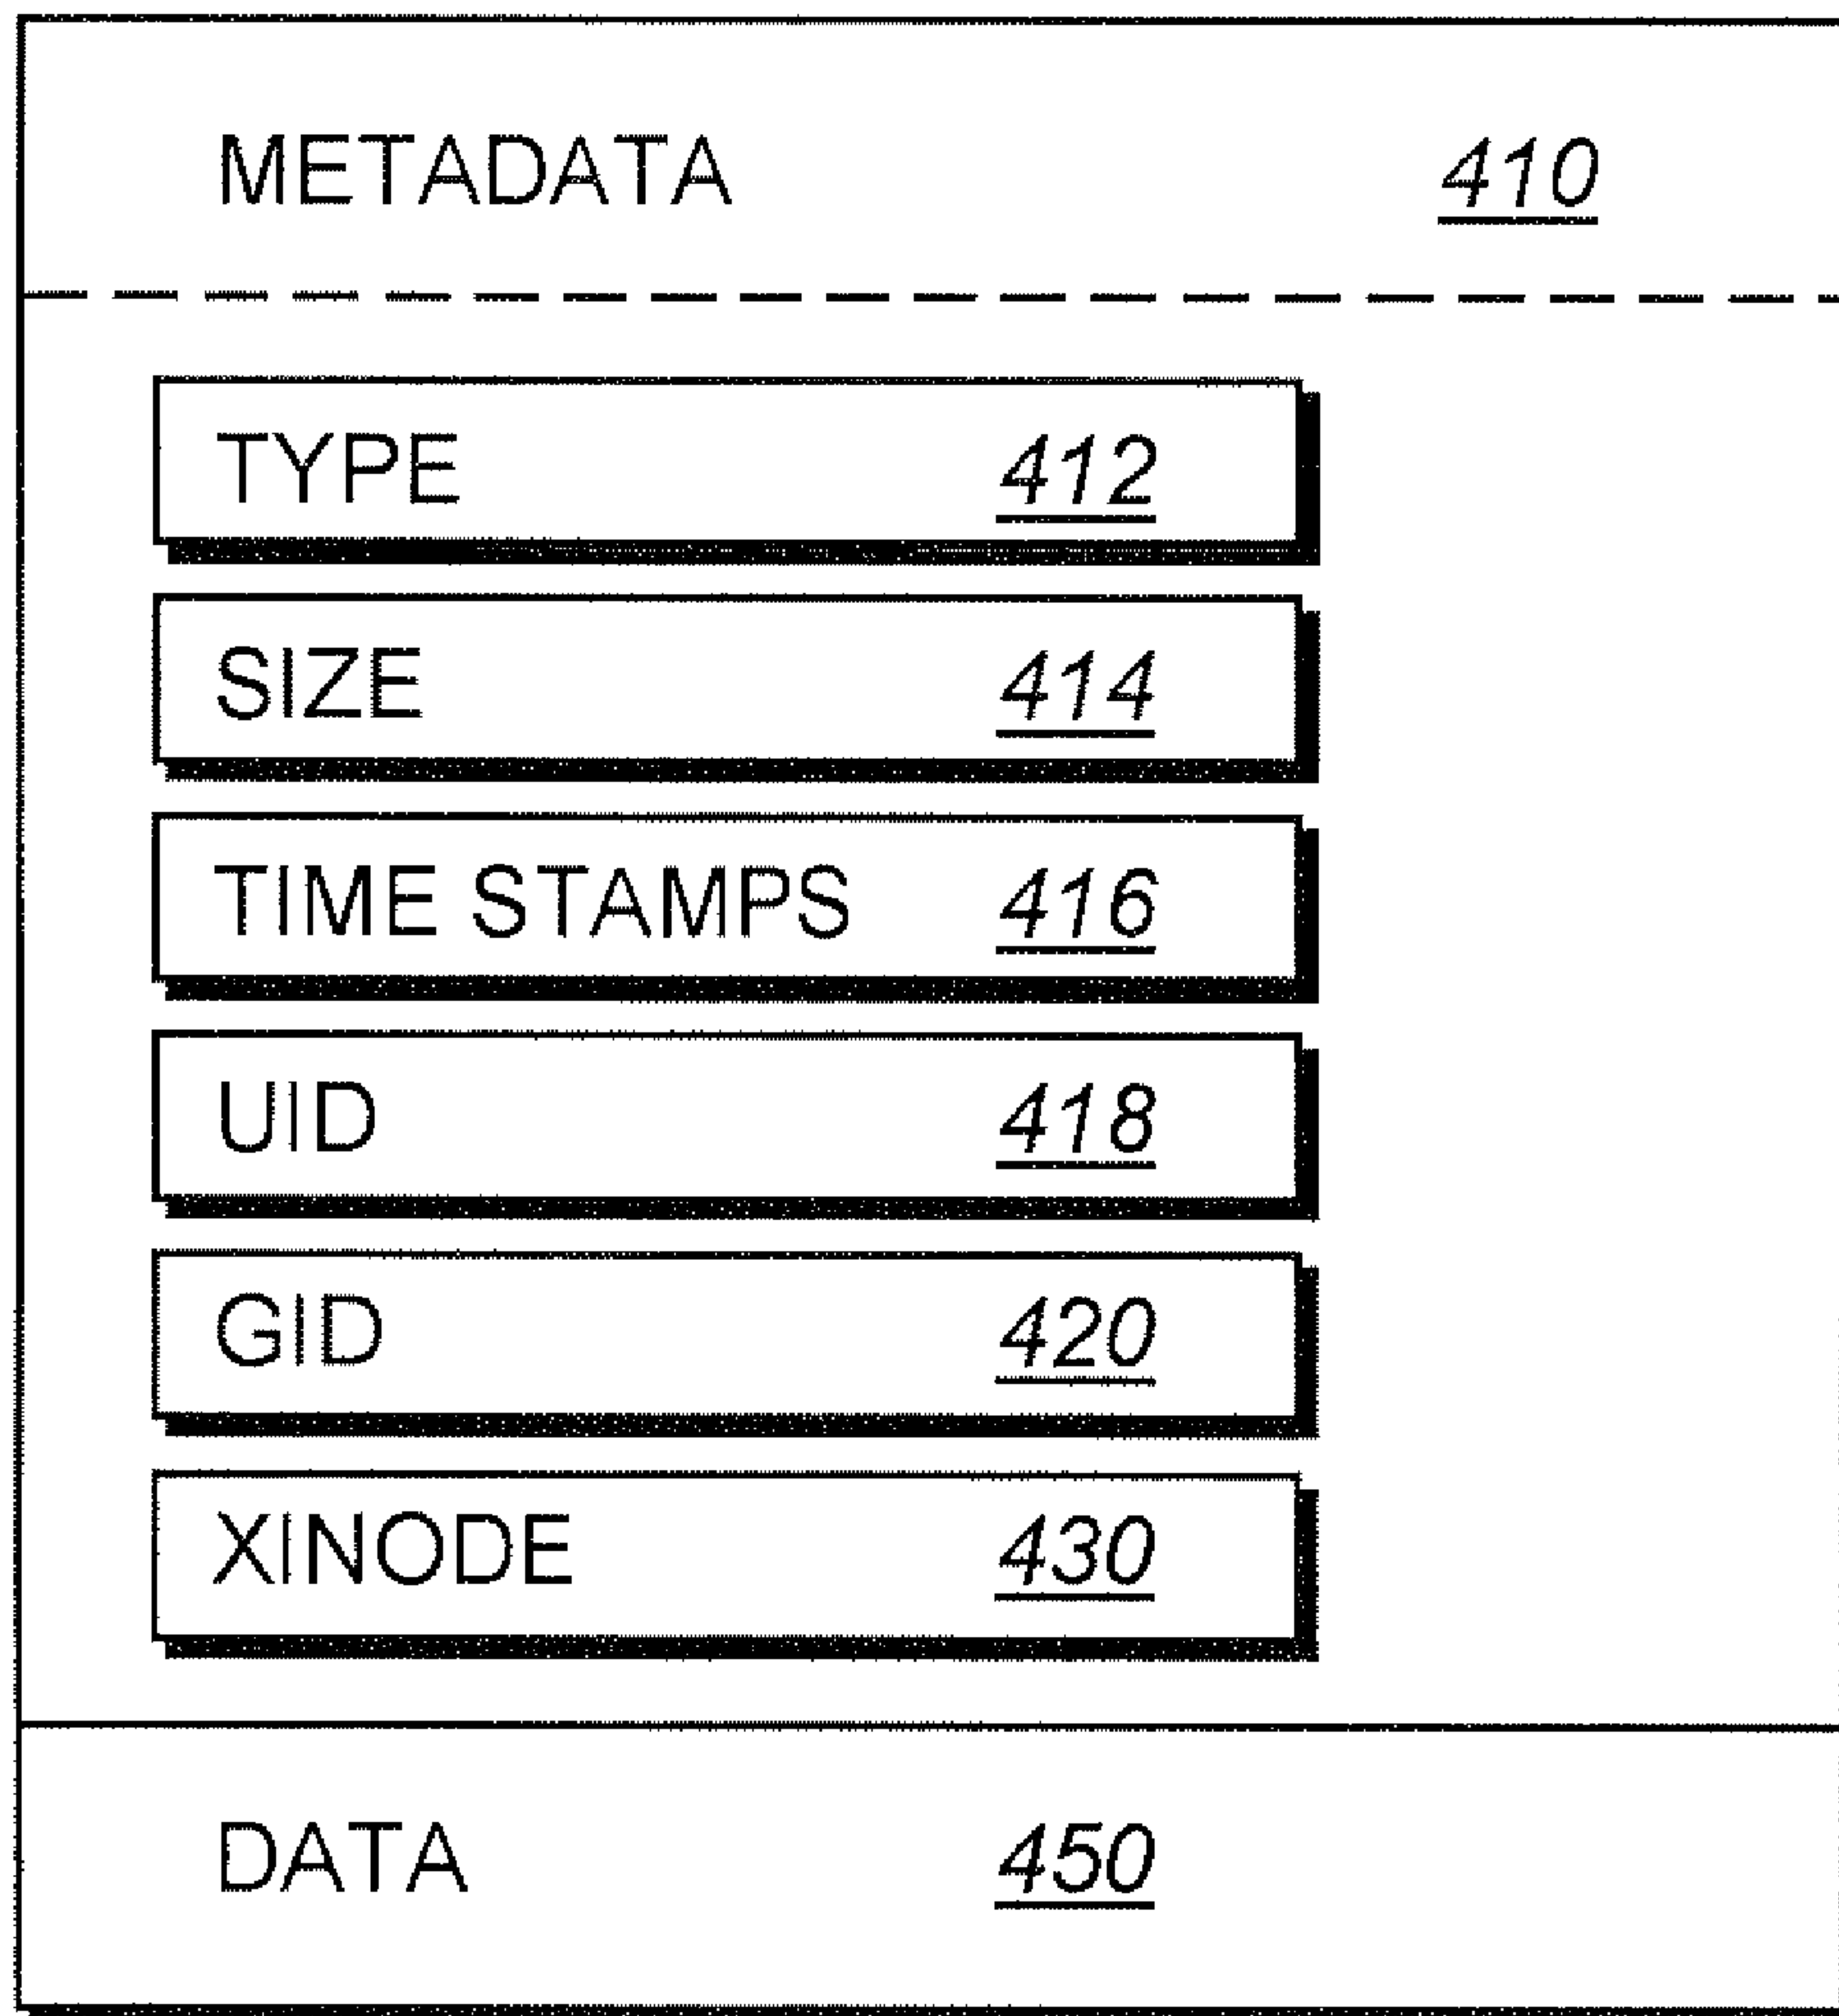 METADATA 410
TYPE 412
SIZE 414
TIME STAMPS 416
UID 418
GID 420
XINODE 430
DATA 450